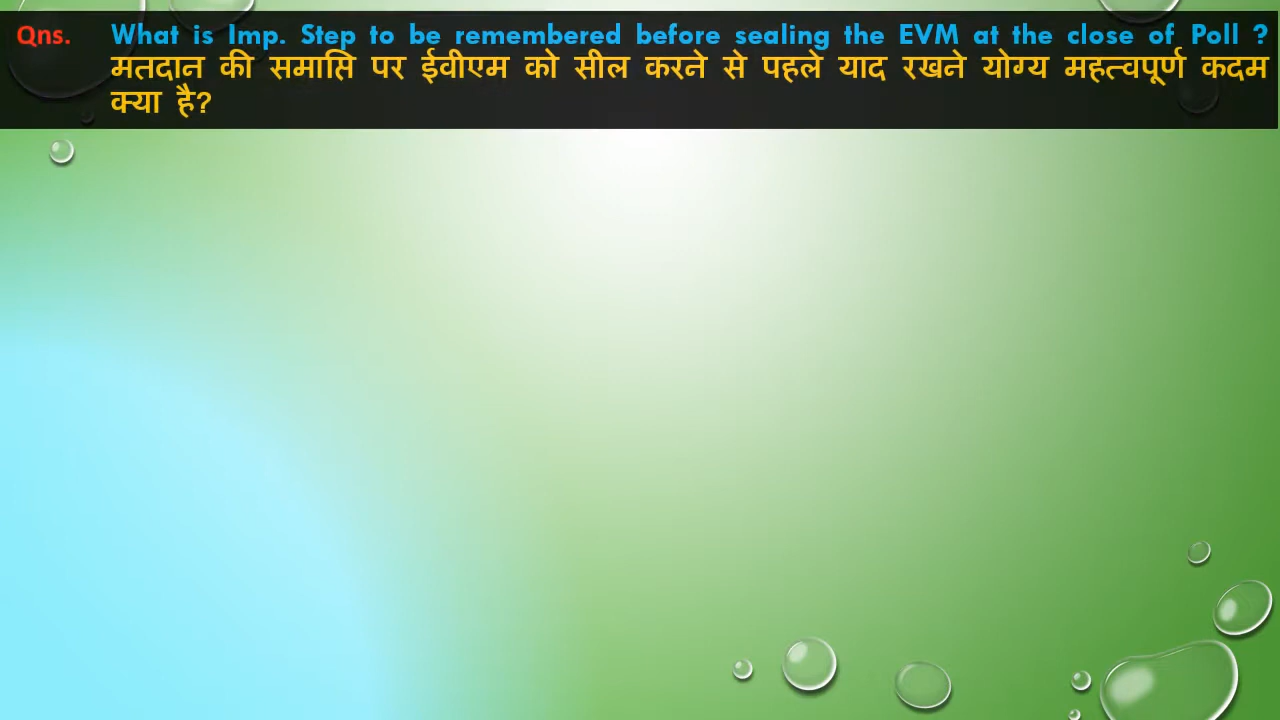 Qns. What is Imp. Step to be remembered before sealing the EVM at the close of Poll ?
मतदान की समाप्ति पर ईवीएम को सील करने से पहले याद रखने योग्य महत्वपूर्ण कदम
क्या है?